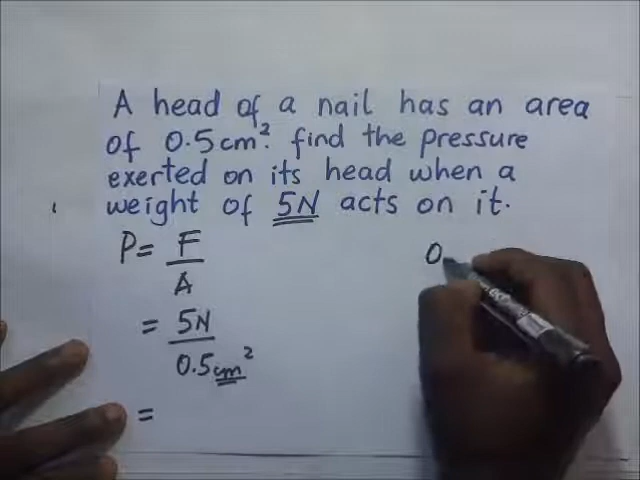 A head of a nail has an area
of 0.5cm². find the pressure
exerted on its head when a
weight of 5N acts on it.
P= F/A
= 5N/0.5cm²
=
0.